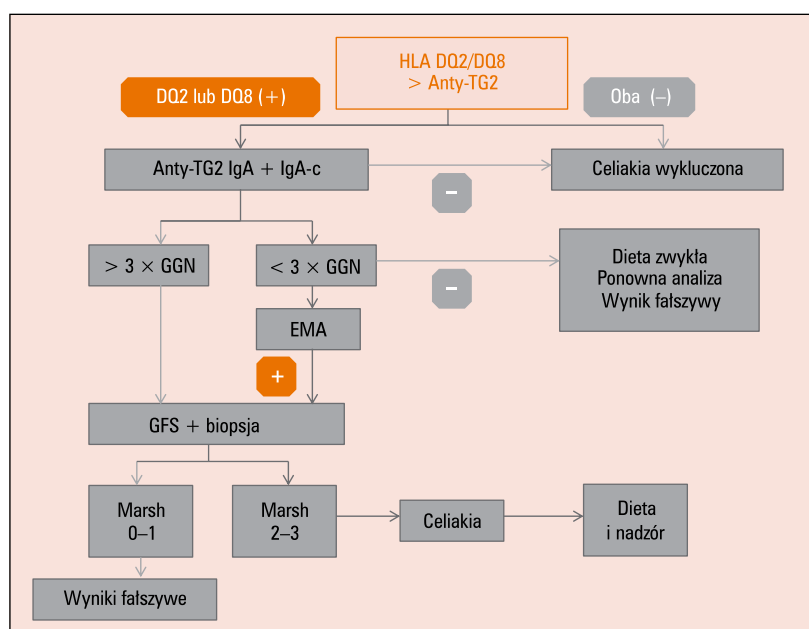 HLA DQ2/DQ8
> Anty-TG2
DQ2 lub DQ8 (+)
Oba (–)
Anty-TG2 IgA + IgA-c
–
Celiakia wykluczona
> 3 × GGN
< 3 × GGN
–
Dieta zwykła
Ponowna analiza
Wynik fałszywy
EMA
+
GFS + biopsja
Marsh
0–1
Marsh
2–3
Celiakia
Dieta
i nadzór
Wyniki fałszywe